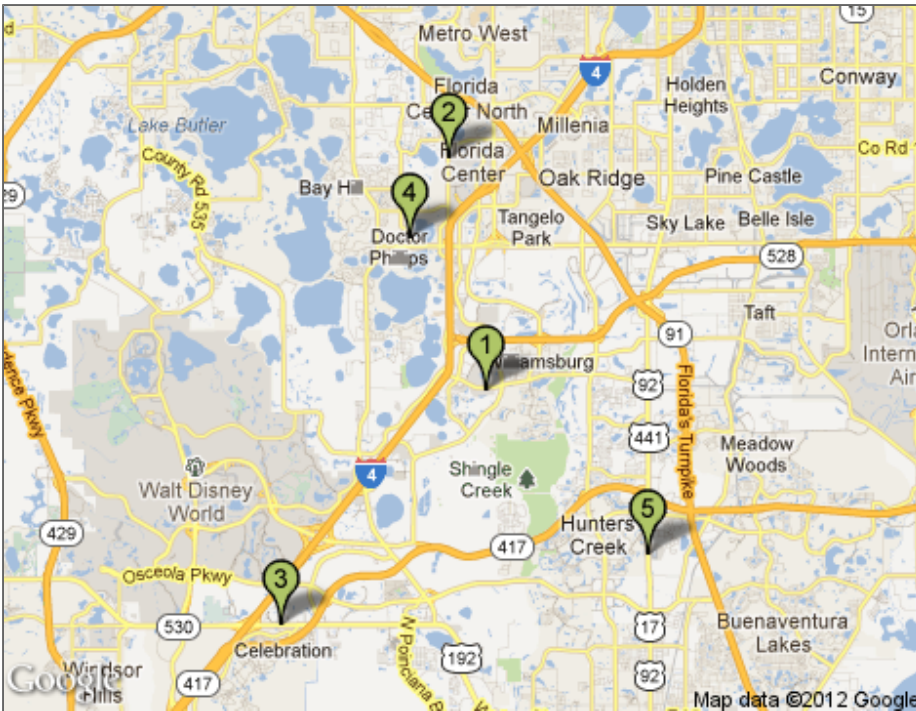 15
d
Metro West
4
Florida
Center North
Holden
Heights
Conway
Lake Butler
2
Millenia
Florida
Center
Co Rd 1
County Rd 535
29
Bay Hill
4
Oak Ridge
Pine Castle
Tangelo
Park
Sky Lake
Belle Isle
Doctor
Phillips
528
Taft
91
1
Williamsburg
92
Florida's Turnpike
441
Meadow
Woods
4
Shingle
Creek
Walt Disney
World
5
Hunters
Creek
429
417
Osceola Pkwy
3
530
17
Buenaventura
Lakes
Celebration
N Poinciana B
192
92
Windsor
Hills
417
Google
Map data ©2012 Google